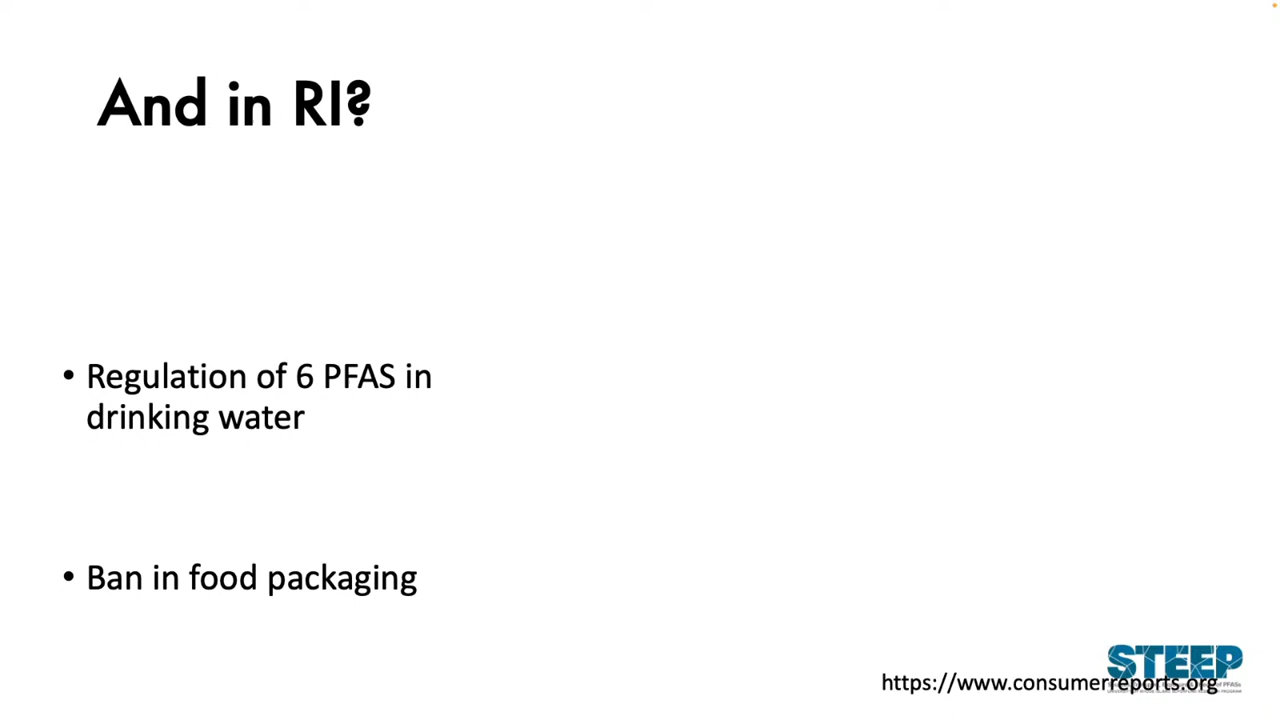 And in RI?
• Regulation of 6 PFAS in
drinking water
• Ban in food packaging
STEEP
https://www.consumerreports.org